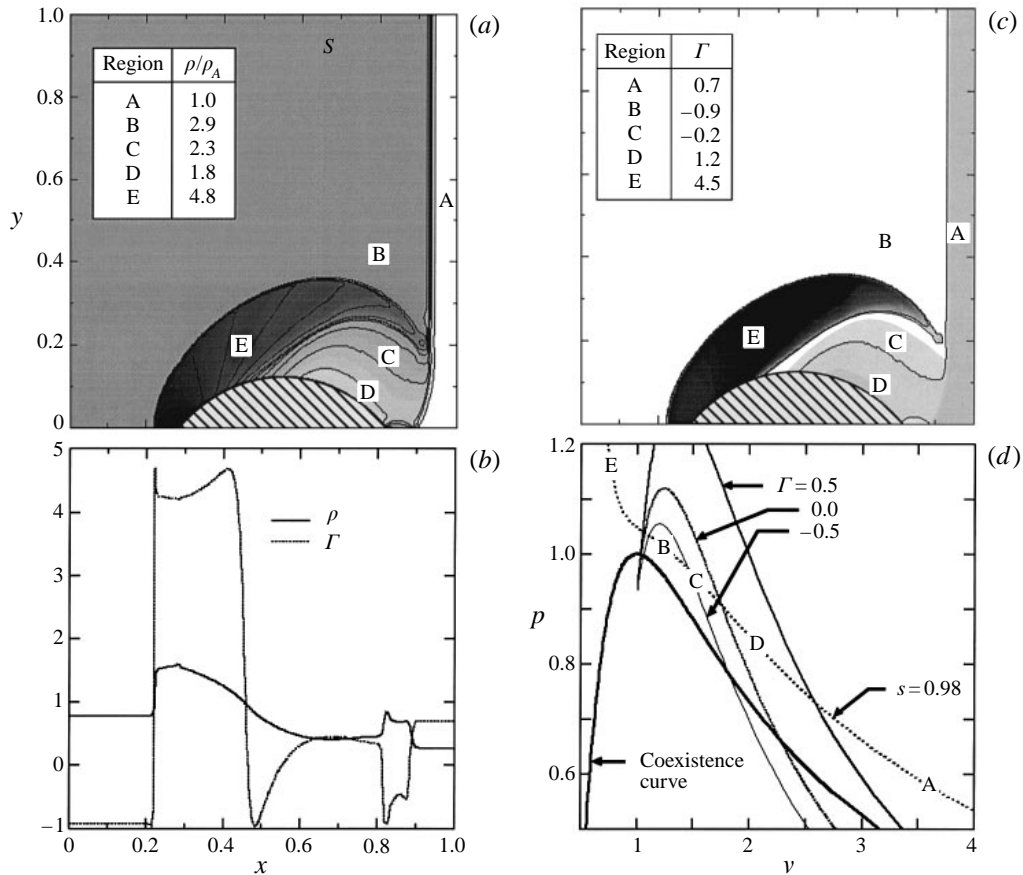 (a)
1.0
0.8
0.6
0.4
0.2
0
y
S
Region ρ/ρA
A 1.0
B 2.9
C 2.3
D 1.8
E 4.8
A
B
E
C
D
(c)
Region Γ
A 0.7
B −0.9
C −0.2
D 1.2
E 4.5
B
A
E
C
D
(b)
5
4
3
2
1
0
−1
ρ
Γ
0 0.2 0.4 0.6 0.8 1.0
x
(d)
1.2
1.0
0.8
0.6
p
E
B
C
D
A
Γ = 0.5
0.0
−0.5
s = 0.98
Coexistence
curve
1 2 3 4
v